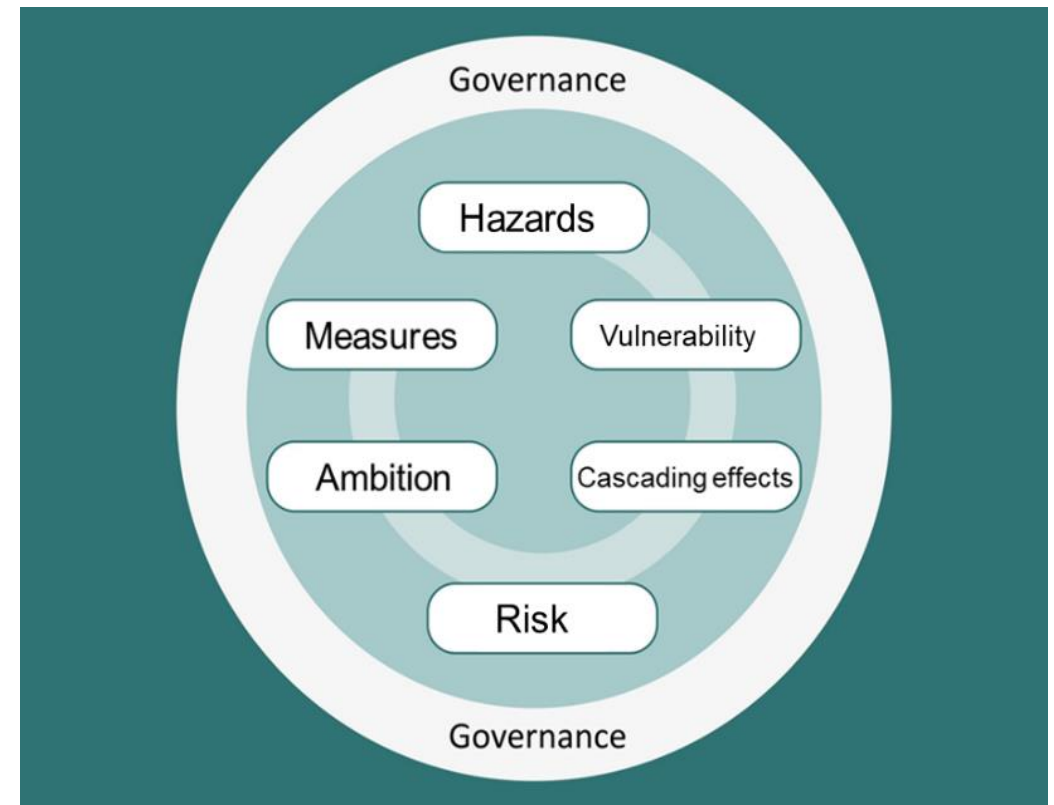 Governance
Hazards
Measures
Vulnerability
Ambition
Cascading effects
Risk
Governance